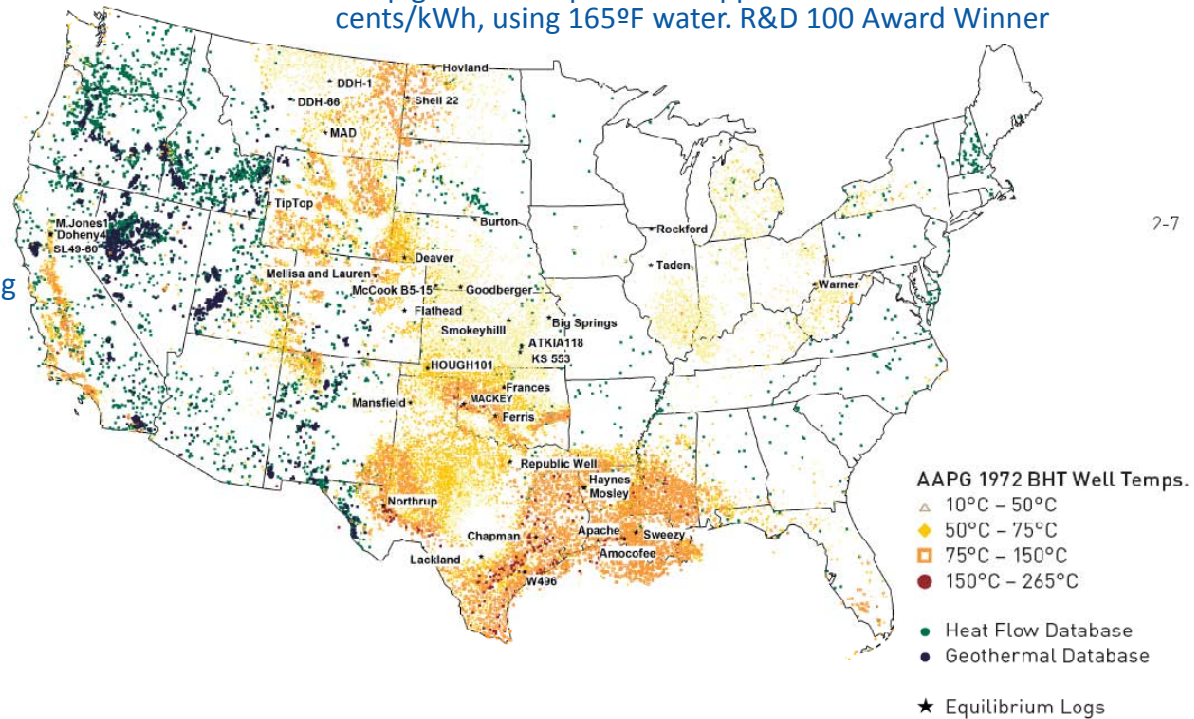 cents/kWh, using 165ºF water. R&D 100 Award Winner
Hovland
DDH-1
DDH-66
Shell 22
MAD
TipTop
Burton
M.Jones1
Doheny4
SL49-60
Rockford
2-7
Deaver
Taden
Mellisa and Lauren
McCook B5-15
Goodberger
Warner
g
Flathead
Smokeyhilll
Big Springs
ATKIA118
KS 553
HOUGH101
Frances
Mansfield
MACKEY
Ferris
Republic Well
Haynes
Mosley
Northrup
Chapman
Apache
Sweezy
Amocofee
Lackland
W496
AAPG 1972 BHT Well Temps.
10°C – 50°C
50°C – 75°C
75°C – 150°C
150°C – 265°C
Heat Flow Database
Geothermal Database
Equilibrium Logs